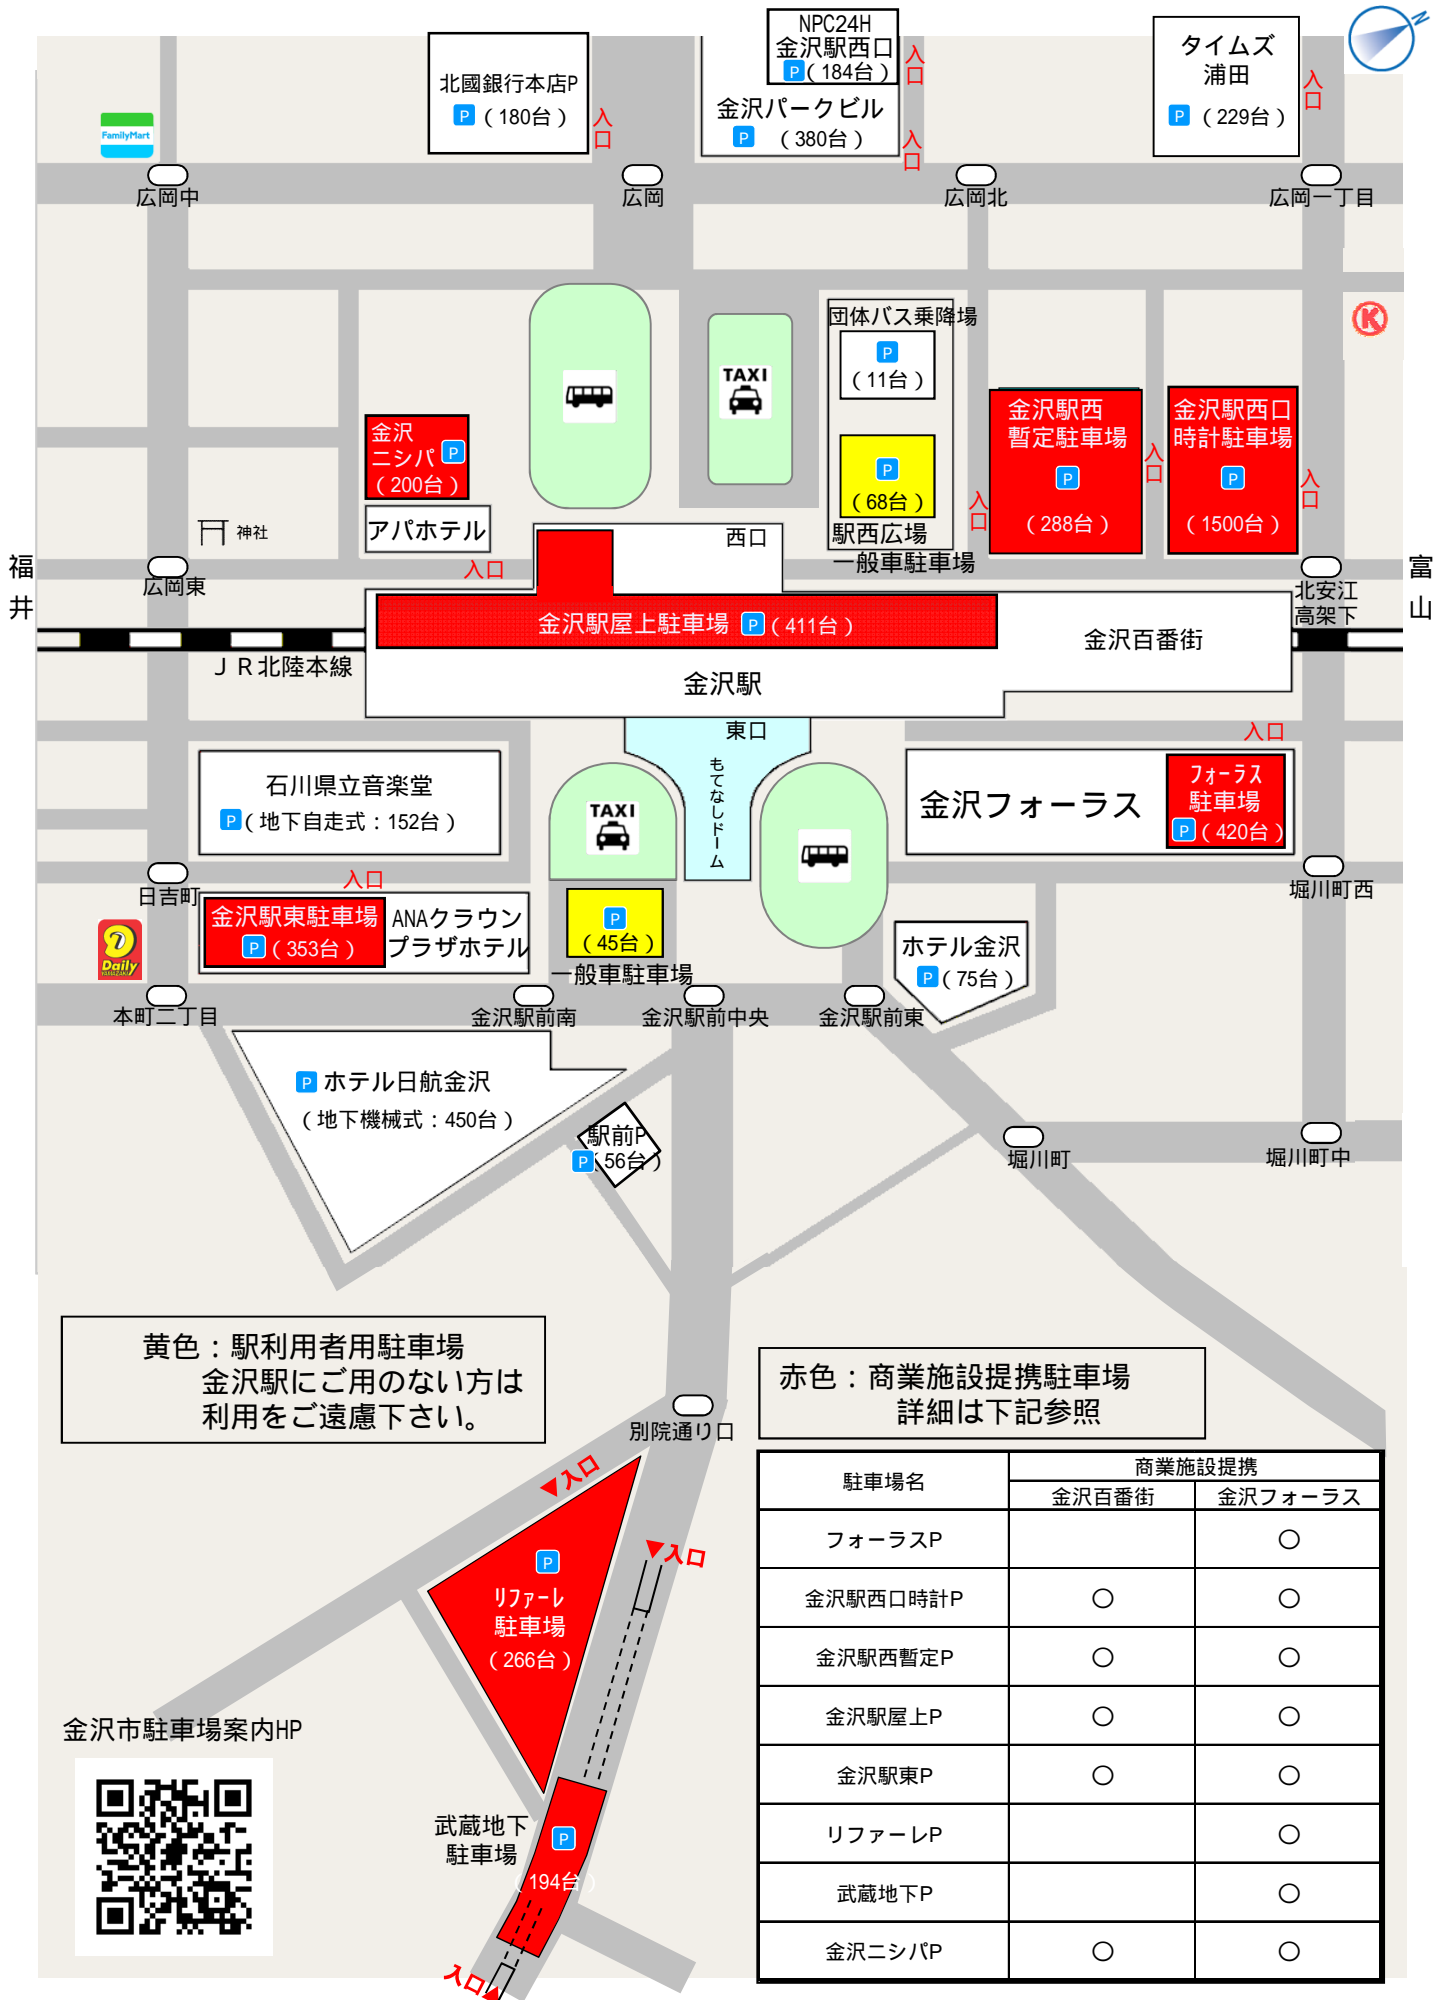 NPC24H
金沢駅西口
P(184台)
入口
金沢パークビル
P (380台)
入口
北國銀行本店P
P(180台)
入口
タイムズ
浦田
P(229台)
入口
N
FamilyMart
広岡中
広岡
広岡北
広岡一丁目
団体バス乗降場
P
(11台)
TAXI
K
金沢
ニシパ P
(200台)
アパホテル
神社
P
(68台)
駅西広場
一般車駐車場
金沢駅西
暫定駐車場
P
(288台)
入口
入口
金沢駅西口
時計駐車場
P
(1500台)
入口
西口
入口
広岡東
北安江
高架下
福井
富山
金沢駅屋上駐車場 P(411台)
金沢百番街
JR北陸本線
金沢駅
東口
もてなしドーム
入口
石川県立音楽堂
P(地下自走式:152台)
TAXI
金沢フォーラス
フォーラス
駐車場
P(420台)
日吉町
入口
堀川町西
金沢駅東駐車場
P(353台)
ANAクラウン
プラザホテル
P
(45台)
一般車駐車場
ホテル金沢
P(75台)
Daily
YAMAZAKI
本町二丁目
金沢駅前南
金沢駅前中央
金沢駅前東
P ホテル日航金沢
(地下機械式:450台)
駅前P
P(56台)
堀川町
堀川町中
黄色:駅利用者用駐車場
金沢駅にご用のない方は
利用をご遠慮下さい。
赤色:商業施設提携駐車場
詳細は下記参照
別院通り口
▼入口
▼入口
P
リファーレ
駐車場
(266台)
武蔵地下
駐車場
P
(194台)
入口▲
金沢市駐車場案内HP
駐車場名 商業施設提携
金沢百番街 金沢フォーラス
フォーラスP ○
金沢駅西口時計P ○ ○
金沢駅西暫定P ○ ○
金沢駅屋上P ○ ○
金沢駅東P ○ ○
リファーレP ○
武蔵地下P ○
金沢ニシパP ○ ○